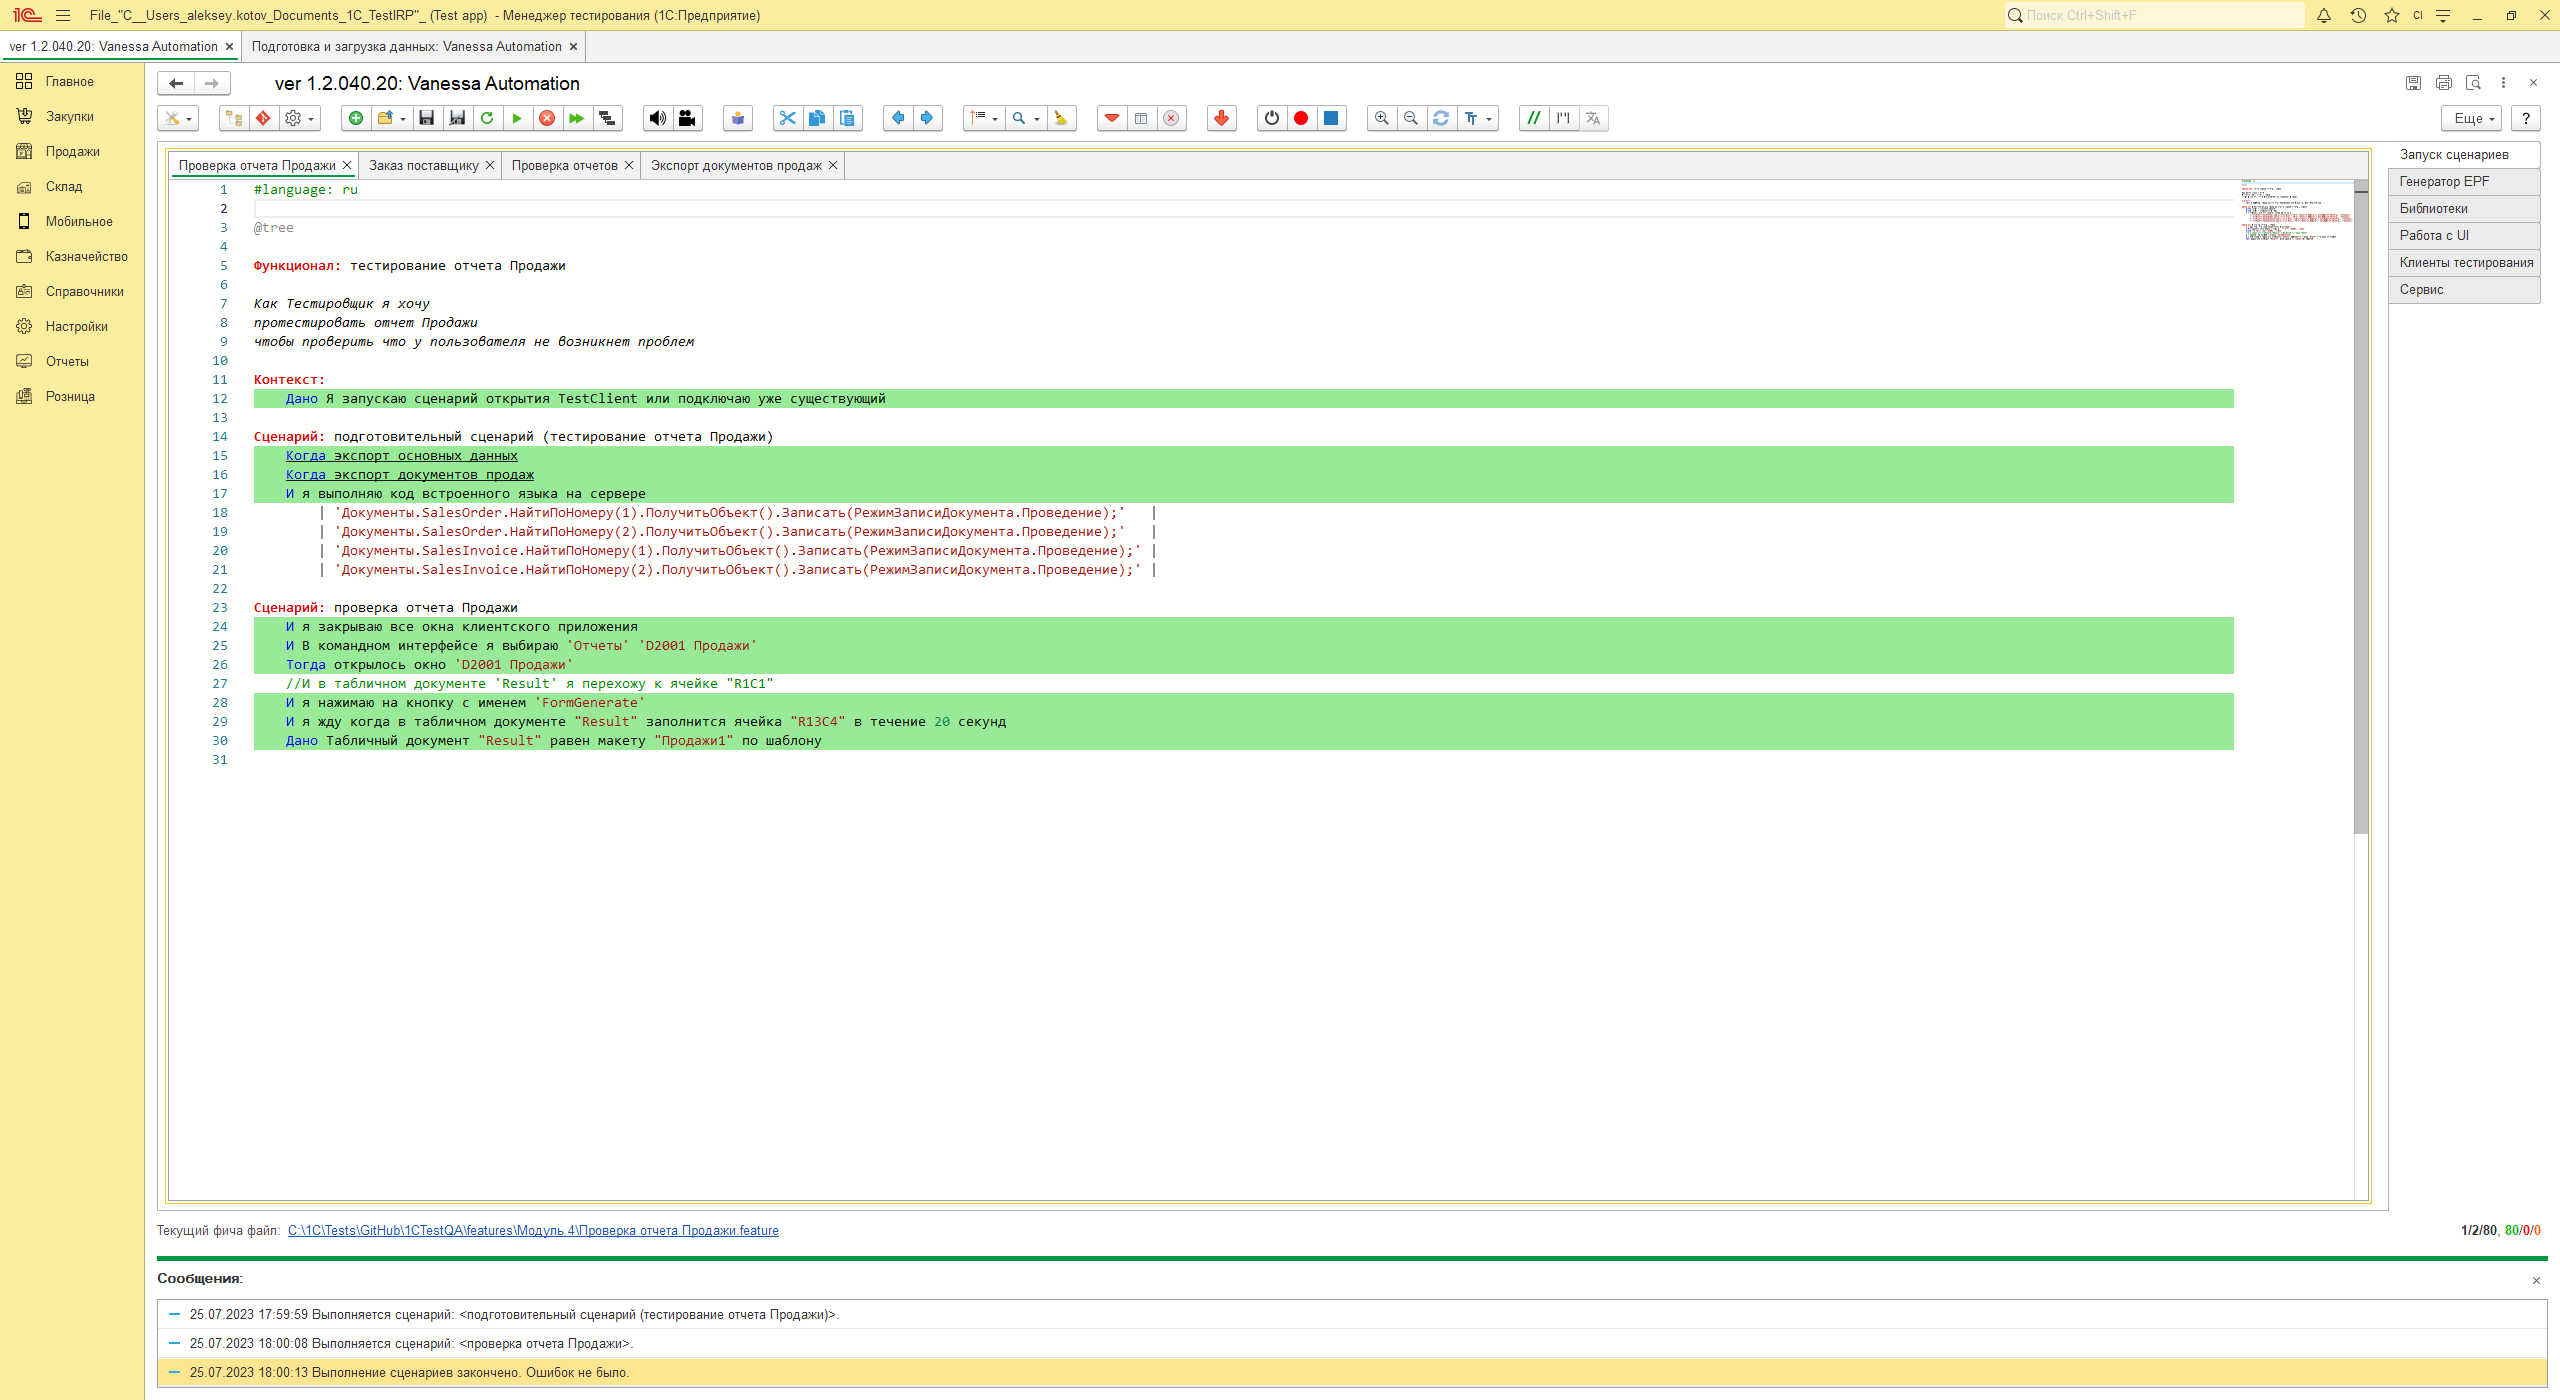 File_"C__Users_aleksey.kotov_Documents_1C_TestIRP"_ (Test app) - Менеджер тестирования (1С:Предприятие)
Поиск Ctrl+Shift+F
CI
ver 1.2.040.20: Vanessa Automation
Подготовка и загрузка данных: Vanessa Automation
Главное
Закупки
Продажи
Склад
Мобильное
Казначейство
Справочники
Настройки
Отчеты
Розница
ver 1.2.040.20: Vanessa Automation
Еще
?
Проверка отчета Продажи
Заказ поставщику
Проверка отчетов
Экспорт документов продаж
Запуск сценариев
Генератор EPF
Библиотеки
Работа с UI
Клиенты тестирования
Сервис
1 #language: ru
2
3 @tree
4
5 Функционал: тестирование отчета Продажи
6
7 Как Тестировщик я хочу
8 протестировать отчет Продажи
9 чтобы проверить что у пользователя не возникнет проблем
10
11 Контекст:
12 Дано Я запускаю сценарий открытия TestClient или подключаю уже существующий
13
14 Сценарий: подготовительный сценарий (тестирование отчета Продажи)
15 Когда экспорт основных данных
16 Когда экспорт документов продаж
17 И я выполняю код встроенного языка на сервере
18 | 'Документы.SalesOrder.НайтиПоНомеру(1).ПолучитьОбъект().Записать(РежимЗаписиДокумента.Проведение);' |
19 | 'Документы.SalesOrder.НайтиПоНомеру(2).ПолучитьОбъект().Записать(РежимЗаписиДокумента.Проведение);' |
20 | 'Документы.SalesInvoice.НайтиПоНомеру(1).ПолучитьОбъект().Записать(РежимЗаписиДокумента.Проведение);' |
21 | 'Документы.SalesInvoice.НайтиПоНомеру(2).ПолучитьОбъект().Записать(РежимЗаписиДокумента.Проведение);' |
22
23 Сценарий: проверка отчета Продажи
24 И я закрываю все окна клиентского приложения
25 И В командном интерфейсе я выбираю 'Отчеты' 'D2001 Продажи'
26 Тогда открылось окно 'D2001 Продажи'
27 //И в табличном документе 'Result' я перехожу к ячейке "R1C1"
28 И я нажимаю на кнопку с именем 'FormGenerate'
29 И я жду когда в табличном документе "Result" заполнится ячейка "R13C4" в течение 20 секунд
30 Дано Табличный документ "Result" равен макету "Продажи1" по шаблону
31
Текущий фича файл: C:\1C\Tests\GitHub\1CTestQA\features\Модуль 4\Проверка отчета Продажи.feature
1/2/80, 80/0/0
Сообщения:
25.07.2023 17:59:59 Выполняется сценарий: <подготовительный сценарий (тестирование отчета Продажи)>.
25.07.2023 18:00:08 Выполняется сценарий: <проверка отчета Продажи>.
25.07.2023 18:00:13 Выполнение сценариев закончено. Ошибок не было.